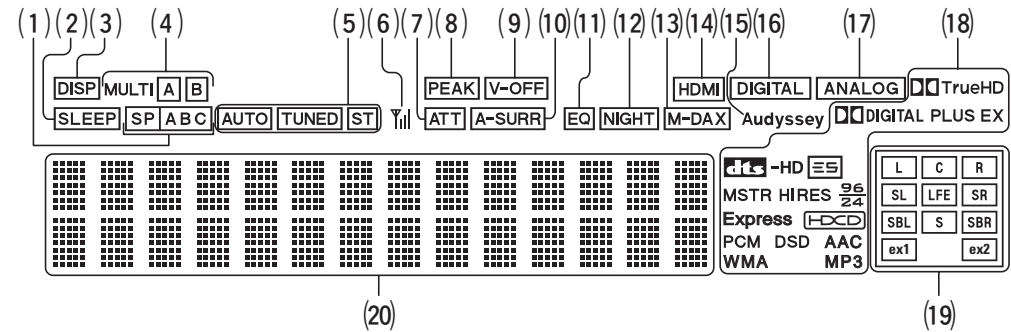 (1) (2) (3) (4) (5) (6) (7) (8) (9) (10) (11) (12) (13) (14) (15) (16) (17) (18)
DISP MULTI A B PEAK V-OFF HDMI DIGITAL ANALOG TrueHD
SLEEP SP A B C AUTO TUNED ST ATT A-SURR EQ NIGHT M-DAX Audyssey DIGITAL PLUS EX
dts -HD ES
MSTR HIRES 96/24
Express HDCD
PCM DSD AAC
WMA MP3
L C R
SL LFE SR
SBL S SBR
ex1 ex2
(20) (19)